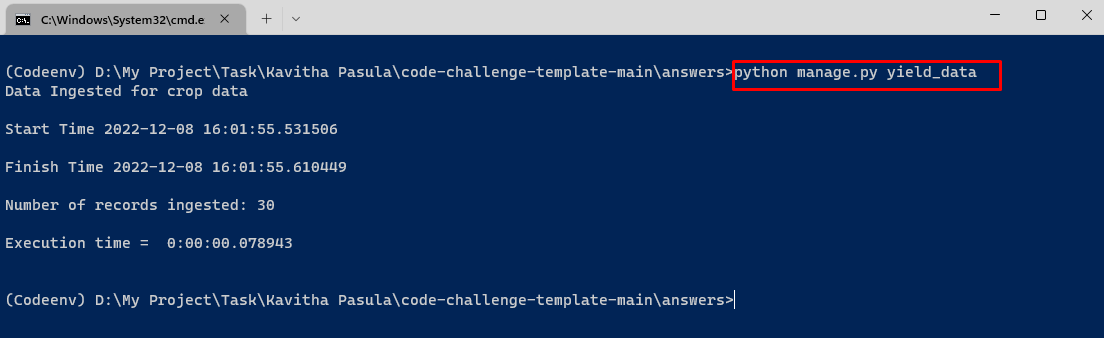 C:\Windows\System32\cmd.e
(Codeenv) D:\My Project\Task\Kavitha Pasula\code-challenge-template-main\answers>python manage.py yield_data
Data Ingested for crop data
Start Time 2022-12-08 16:01:55.531506
Finish Time 2022-12-08 16:01:55.610449
Number of records ingested: 30
Execution time =  0:00:00.078943
(Codeenv) D:\My Project\Task\Kavitha Pasula\code-challenge-template-main\answers>